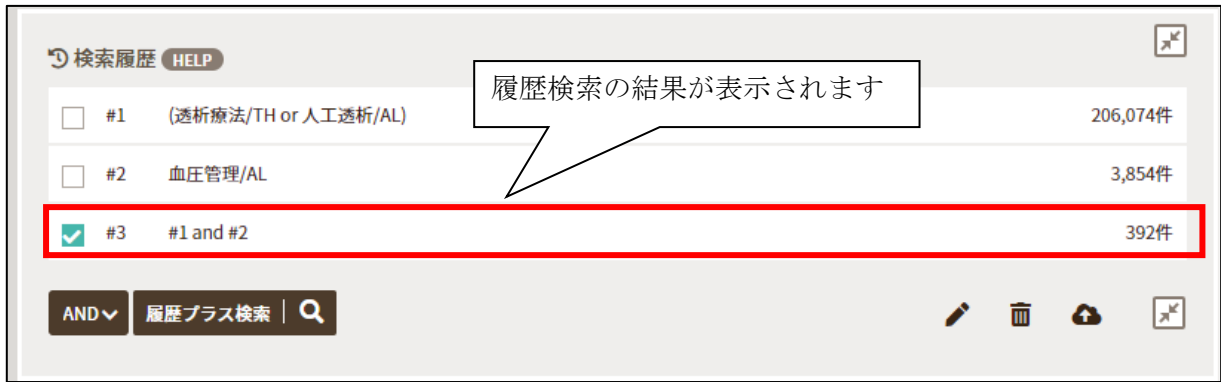 検索履歴 HELP
履歴検索の結果が表示されます
#1 (透析療法/TH or 人工透析/AL) 206,074件
#2 血圧管理/AL 3,854件
#3 #1 and #2 392件
AND 履歴プラス検索